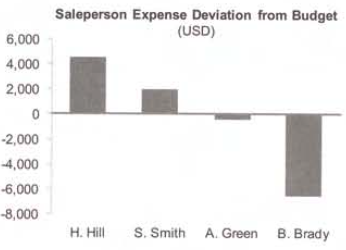 Saleperson Expense Deviation from Budget
(USD)
6,000
4,000
2,000
0
-2,000
-4,000
-6,000
-8,000
H. Hill S. Smith A. Green B. Brady